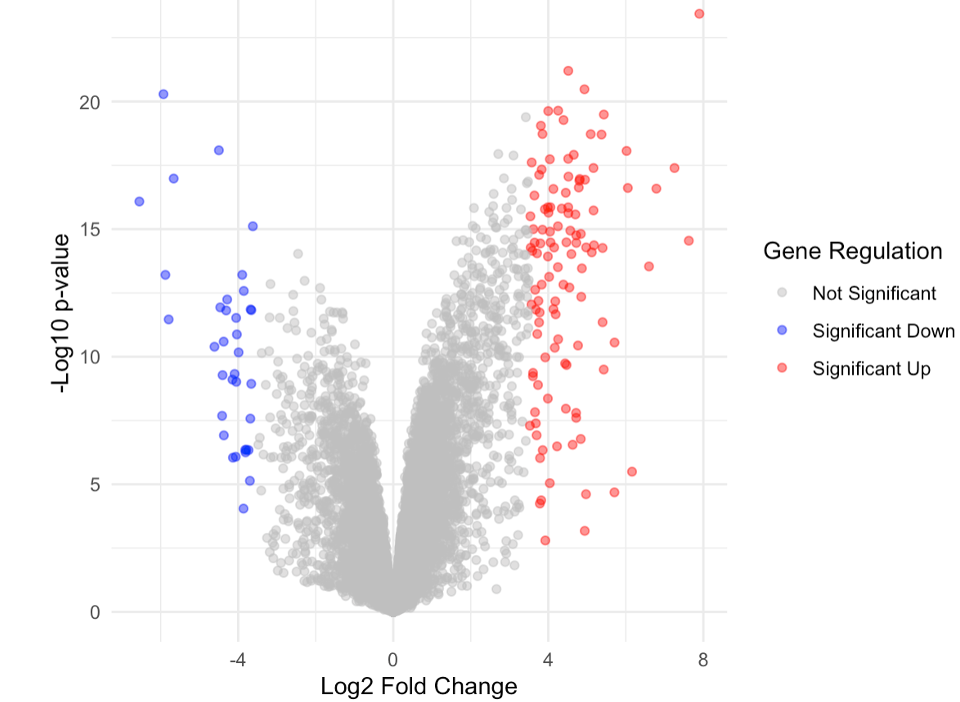 20
15
10
5
0
-4
0
4
8
-Log10 p-value
Log2 Fold Change
Gene Regulation
Not Significant
Significant Down
Significant Up